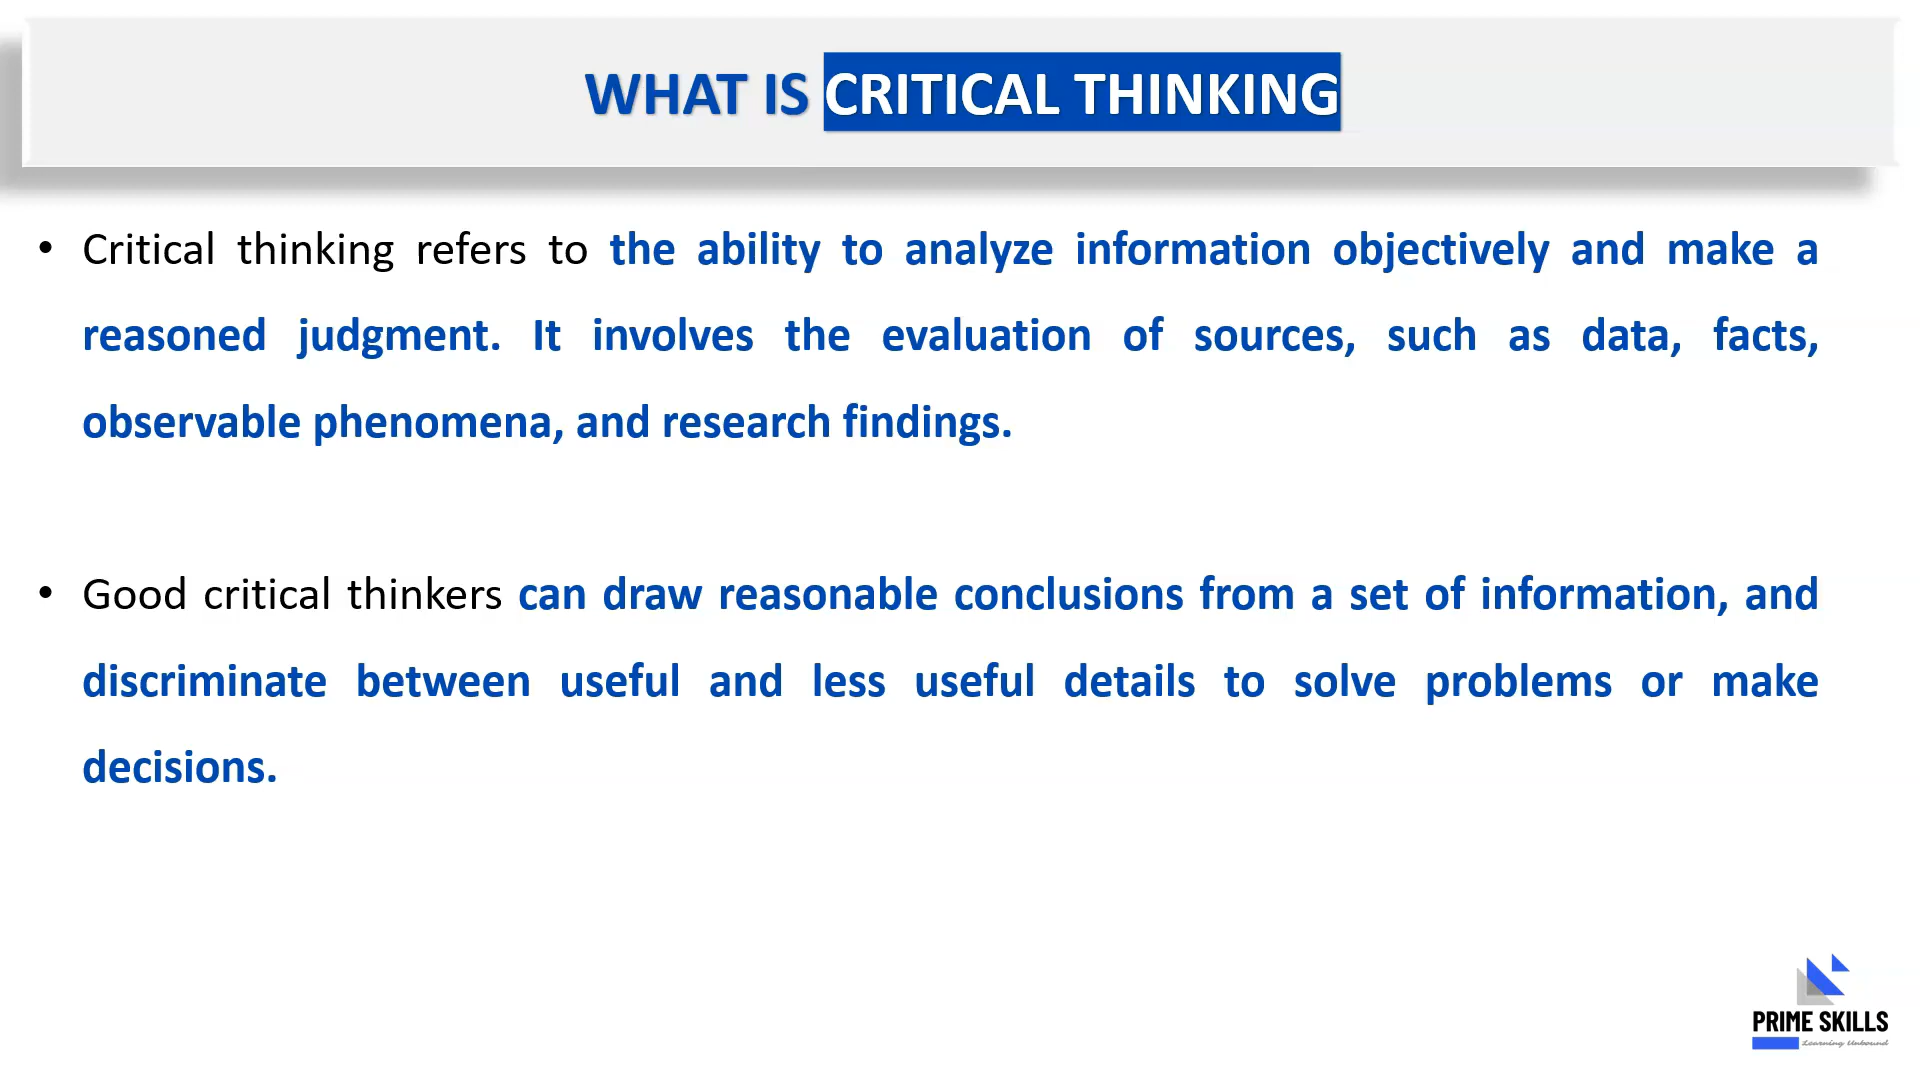 WHAT IS CRITICAL THINKING
• Critical thinking refers to the ability to analyze information objectively and make a
reasoned judgment. It involves the evaluation of sources, such as data, facts,
observable phenomena, and research findings.
• Good critical thinkers can draw reasonable conclusions from a set of information, and
discriminate between useful and less useful details to solve problems or make
decisions.
PRIME SKILLS
Learning Unbound